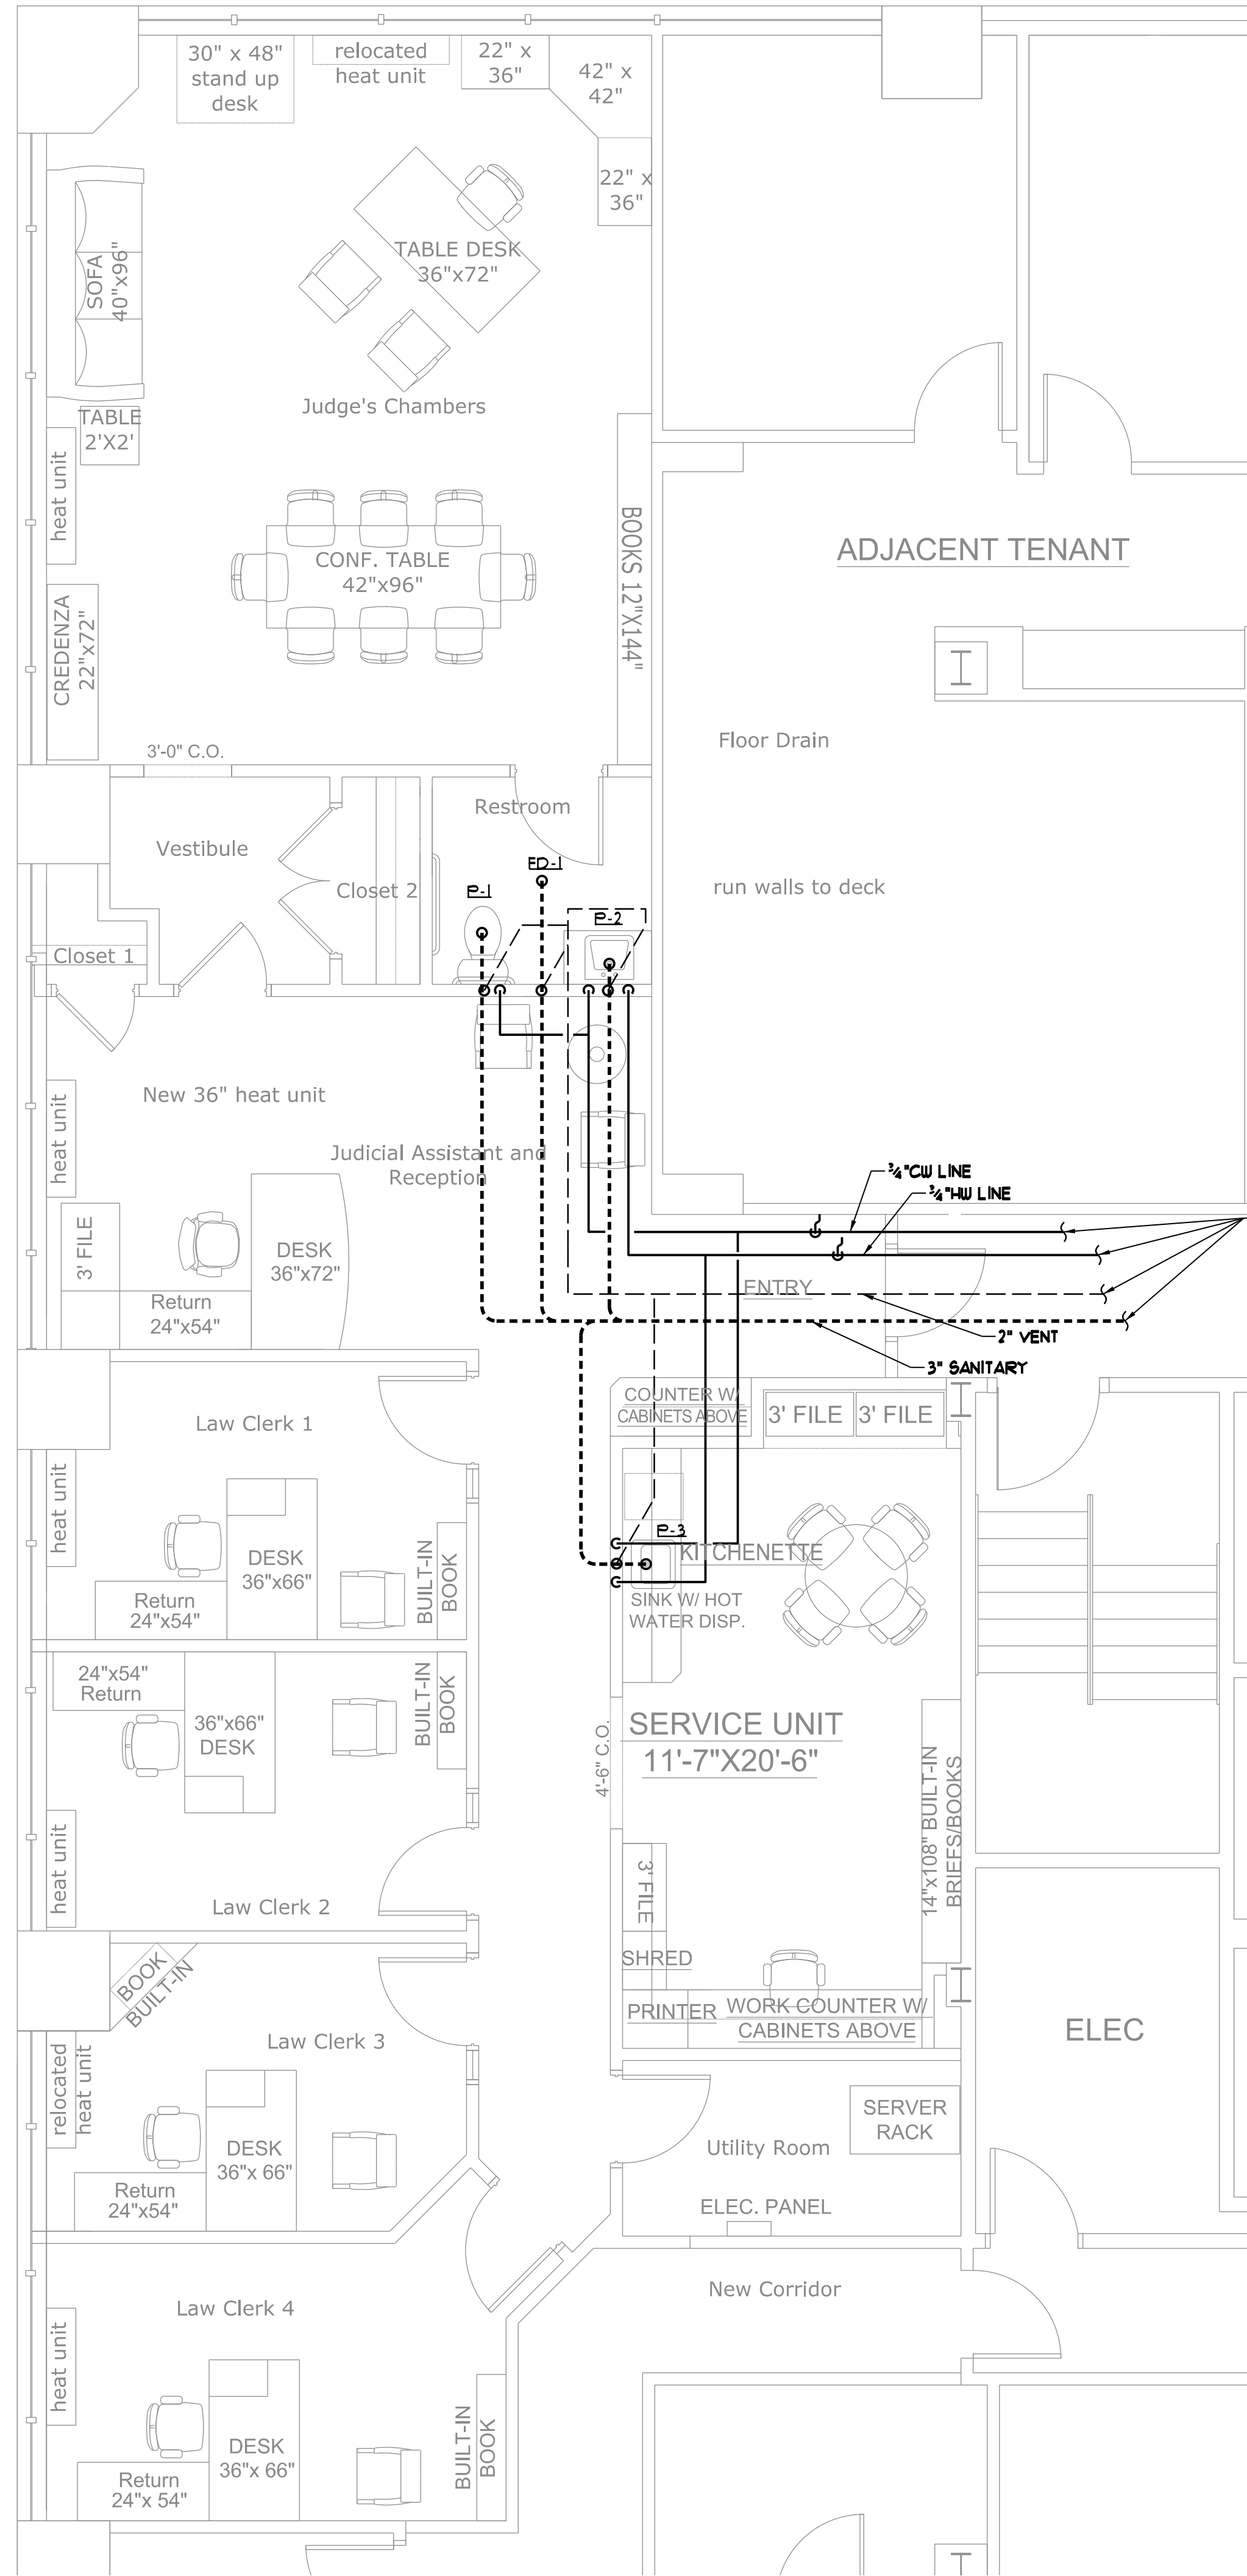 30" x 48"
stand up
desk
relocated
heat unit
22" x
36"
42" x
42"
22" x
36"
TABLE DESK
36"x72"
SOFA
40"x96"
Judge's Chambers
TABLE
2'X2'
heat unit
CONF. TABLE
42"x96"
BOOKS 12"X144"
ADJACENT TENANT
CREDENZA
22"x72"
3'-0" C.O.
Floor Drain
Restroom
Vestibule
Closet 2
FD-1
P-1
P-2
run walls to deck
Closet 1
New 36" heat unit
heat unit
Judicial Assistant and
Reception
3/4"CW LINE
3/4"HW LINE
3' FILE
DESK
36"x72"
Return
24"x54"
ENTRY
2" VENT
3" SANITARY
COUNTER W/
CABINETS ABOVE
3' FILE
3' FILE
Law Clerk 1
heat unit
DESK
36"x66"
Return
24"x54"
BUILT-IN
BOOK
P-3
KITCHENETTE
SINK W/ HOT
WATER DISP.
24"x54"
Return
36"x66"
DESK
BUILT-IN
BOOK
4'-6" C.O.
SERVICE UNIT
11'-7"X20'-6"
14"x108" BUILT-IN
BRIEFS/BOOKS
heat unit
Law Clerk 2
3' FILE
SHRED
PRINTER
WORK COUNTER W/
CABINETS ABOVE
BOOK
BUILT-IN
Law Clerk 3
relocated
heat unit
DESK
36"x 66"
Return
24"x54"
ELEC
SERVER
RACK
Utility Room
ELEC. PANEL
New Corridor
Law Clerk 4
heat unit
DESK
36"x 66"
Return
24"x 54"
BUILT-IN
BOOK